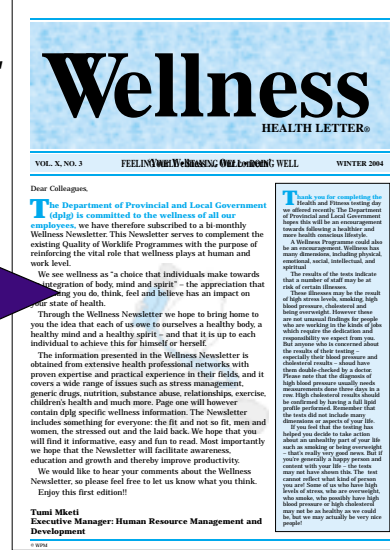 Wellness
HEALTH LETTER®
VOL. X, NO. 3
WINTER 2004
Dear Colleagues,
The Department of Provincial and Local Government
(dplg) is committed to the wellness of all our
employees, we have therefore subscribed to a bi-monthly
Wellness Newsletter. This Newsletter serves to complement the
existing Quality of Worklife Programmes with the purpose of
reinforcing the vital role that wellness plays at human and
work level.
We see wellness as "a choice that individuals make towards
integration of body, mind and spirit" – the appreciation that
you do, think, feel and believe has an impact on
your state of health.
Through the Wellness Newsletter we hope to bring home to
you the idea that each of us owe to ourselves a healthy body, a
healthy mind and a healthy spirit – and that it is up to each
individual to achieve this for himself or herself.
The information presented in the Wellness Newsletter is
obtained from extensive health professional networks with
proven expertise and practical experience in their fields, and it
covers a wide range of issues such as stress management,
generic drugs, nutrition, substance abuse, relationships, exercise,
children's health and much more. Page one will however
contain dplg specific wellness information. The Newsletter
includes something for everyone: the fit and not so fit, men and
women, the stressed out and the laid back. We hope that you
will find it informative, easy and fun to read. Most importantly
we hope that the Newsletter will facilitate awareness,
education and growth and thereby improve productivity.
We would like to hear your comments about the Wellness
Newsletter, so please feel free to let us know what you think.
Enjoy this first edition!!
Tumi Mketi
Executive Manager: Human Resource Management and
Development
© WPM
Thank you for completing the
Health and Fitness testing day
we offered recently. The Department
of Provincial and Local Government
hopes this will be an encouragement
towards following a healthier and
more health conscious lifestyle.
A Wellness Programme could also
be an encouragement. Wellness has
many dimensions, including physical,
emotional, social, intellectual, and
spiritual
The results of the tests indicate
that a number of staff may be at
risk of certain illnesses.
These illnesses may be the result
of high stress levels, smoking, high
blood pressure, cholesterol and
being overweight. However those
are not unusual findings for people
who are working in the kinds of jobs
which require the dedication and
responsibility we expect from you.
But anyone who is concerned about
the results of their testing –
especially their blood pressure and
cholesterol results – should have
them double-checked by a doctor.
Please note that the diagnosis of
high blood pressure usually needs
measurements done three days in a
row. High cholesterol results should
be confirmed by having a full lipid
profile performed. Remember that
the tests did not include many
dimensions or aspects of your life.
If you feel that the testing has
helped you decide to take action
about an unhealthy part of your life
such as smoking or being overweight
– that's really very good news. But if
you're generally a happy person and
content with your life – the tests
may not have shown this. The test
cannot reflect what kind of person
you are! Some of us who have high
levels of stress, who are overweight,
who smoke, who possibly have high
blood pressure or high cholesterol
may not be as healthy as we could
be, but we may actually be very nice
people!